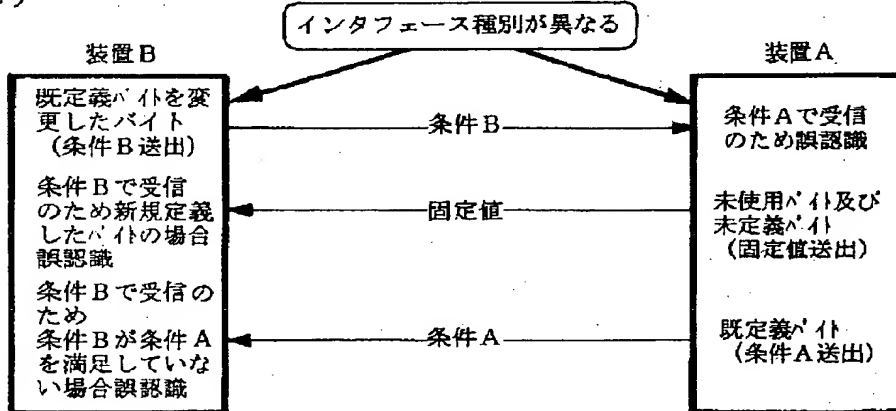 インタフェース種別が異なる
装置B
装置A
既定義バイトを変
更したバイト
(条件B送出)
条件B
条件Aで受信
のため誤認識
条件Bで受信
のため新規定義
したバイトの場合
誤認識
固定値
未使用バイト及び
未定義バイト
(固定値送出)
条件Bで受信の
ため
条件Bが条件A
を満足していな
い場合誤認識
条件A
既定義バイト
(条件A送出)